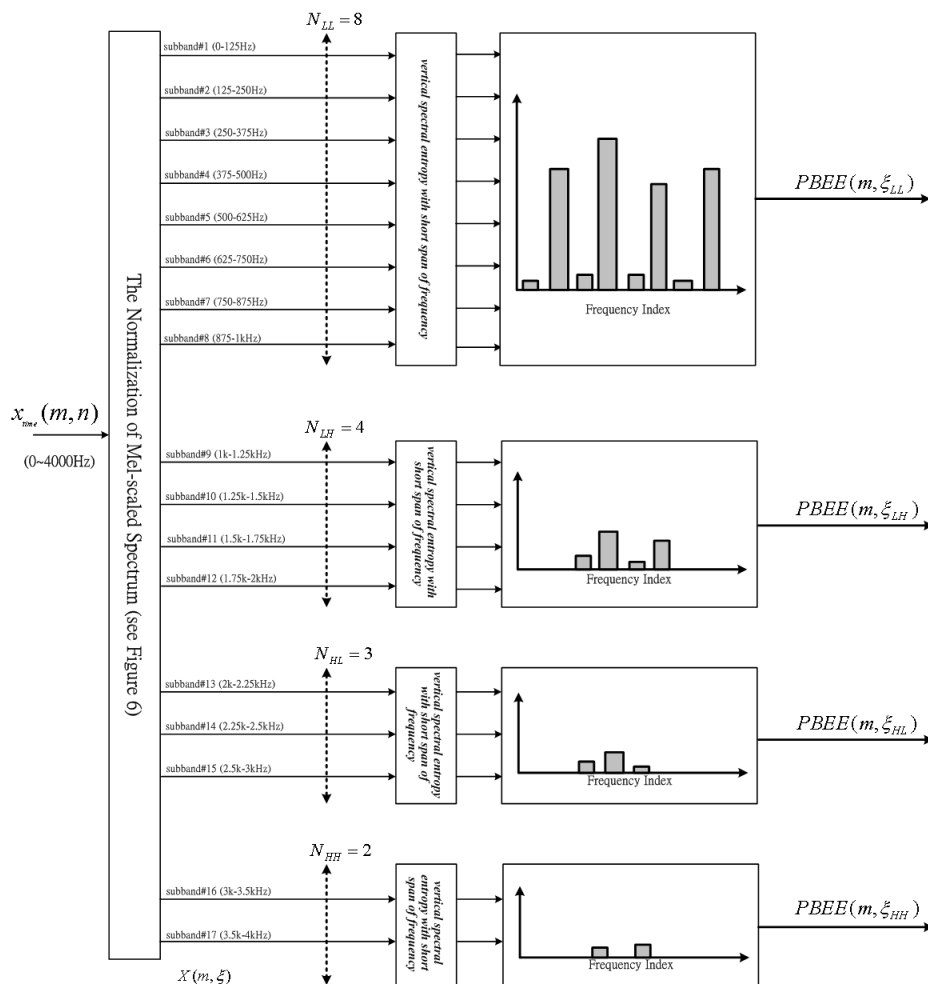 x_time(m,n)
(0~4000Hz)
The Normalization of Mel-scaled Spectrum (see Figure 6)
N_LL = 8
subband#1 (0-125Hz)
subband#2 (125-250Hz)
subband#3 (250-375Hz)
subband#4 (375-500Hz)
subband#5 (500-625Hz)
subband#6 (625-750Hz)
subband#7 (750-875Hz)
subband#8 (875-1kHz)
vertical spectral entropy with short span of frequency
Frequency Index
PBEE(m,ξ_LL)
N_LH = 4
subband#9 (1k-1.25kHz)
subband#10 (1.25k-1.5kHz)
subband#11 (1.5k-1.75kHz)
subband#12 (1.75k-2kHz)
vertical spectral entropy with
short span of frequency
Frequency Index
PBEE(m,ξ_LH)
N_HL = 3
subband#13 (2k-2.25kHz)
subband#14 (2.25k-2.5kHz)
subband#15 (2.5k-3kHz)
vertical spectral entropy
with short span of
frequency
Frequency Index
PBEE(m,ξ_HL)
N_HH = 2
subband#16 (3k-3.5kHz)
subband#17 (3.5k-4kHz)
vertical spectral
entropy with short
span of frequency
Frequency Index
PBEE(m,ξ_HH)
X(m,ξ)